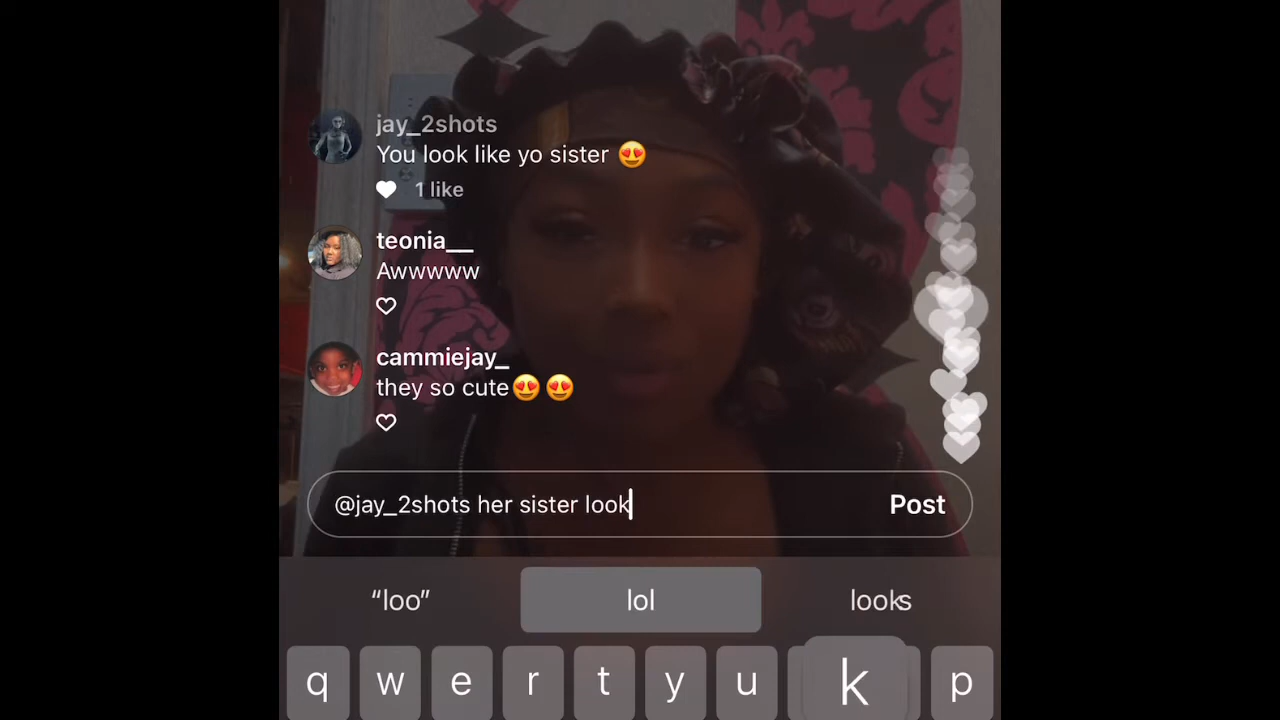 jay_2shots
You look like yo sister 😍
1 like
teonia__
Awwwww
cammiejay_
they so cute😍😍
@jay_2shots her sister look
Post
“loo” lol looks
q w e r t y u k p